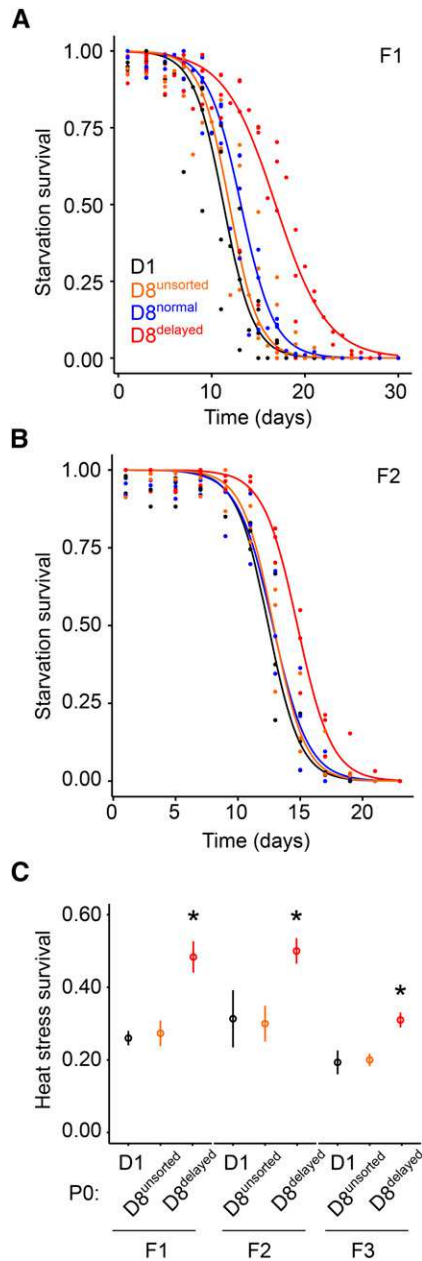 A
F1
1.00
0.75
0.50
0.25
0.00
Starvation survival
D1
D8unsorted
D8normal
D8delayed
0 10 20 30
Time (days)
B
F2
1.00
0.75
0.50
0.25
0.00
Starvation survival
0 5 10 15 20
Time (days)
C
0.60
0.40
0.20
0.00
Heat stress survival
* * *
P0: D1 D8unsorted D8delayed D1 D8unsorted D8delayed D1 D8unsorted D8delayed
F1 F2 F3